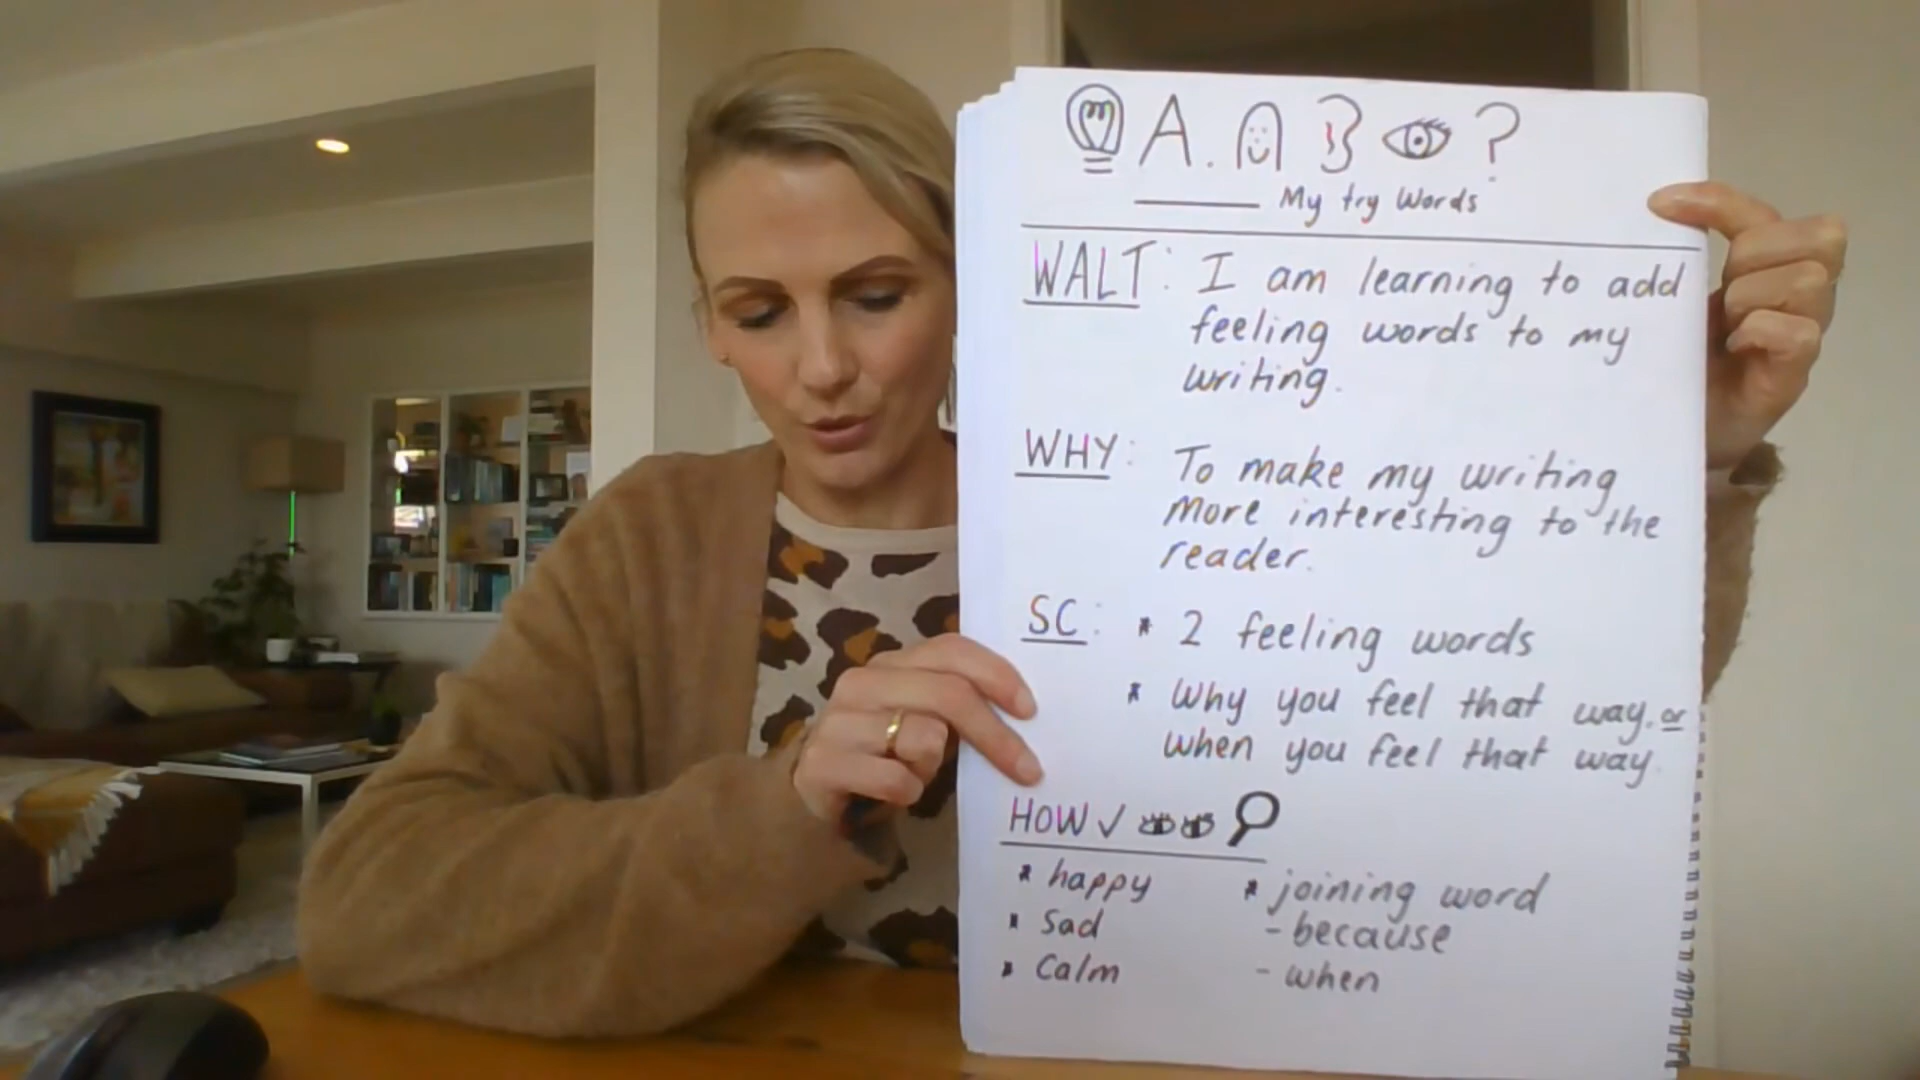 A. ?
My try Words
WALT: I am learning to add
feeling words to my
writing.
WHY: To make my writing
more interesting to the
reader.
SC: * 2 feeling words
* Why you feel that way. or
when you feel that way.
HOW ✓
* happy * joining word
* Sad - because
* Calm - when